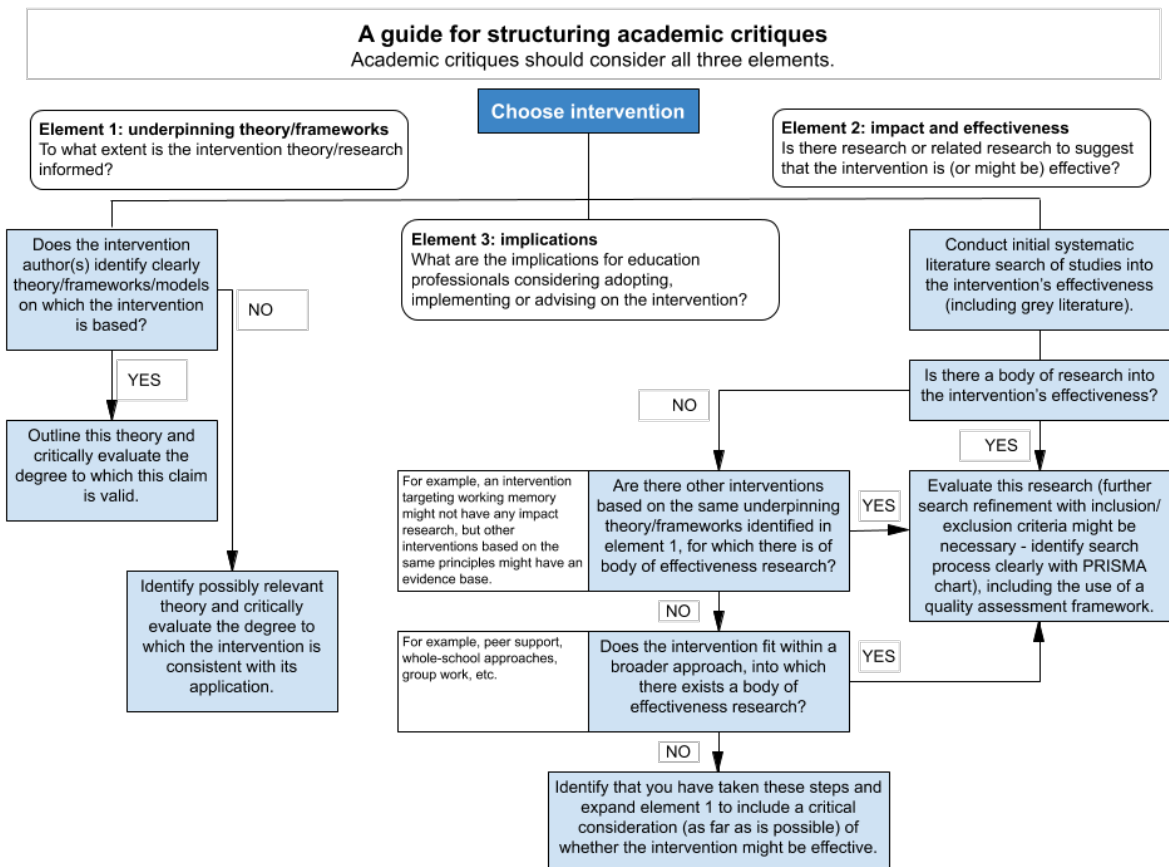 A guide for structuring academic critiques
Academic critiques should consider all three elements.
Choose intervention
Element 1: underpinning theory/frameworks
To what extent is the intervention theory/research
informed?
Element 2: impact and effectiveness
Is there research or related research to suggest
that the intervention is (or might be) effective?
Element 3: implications
What are the implications for education
professionals considering adopting,
implementing or advising on the intervention?
Does the intervention
author(s) identify clearly
theory/frameworks/models
on which the intervention
is based?
NO
YES
Outline this theory and
critically evaluate the
degree to which this claim
is valid.
Identify possibly relevant
theory and critically
evaluate the degree to
which the intervention is
consistent with its
application.
Conduct initial systematic
literature search of studies into
the intervention's effectiveness
(including grey literature).
Is there a body of research into
the intervention's effectiveness?
NO
YES
For example, an intervention
targeting working memory
might not have any impact
research, but other
interventions based on the
same principles might have an
evidence base.
Are there other interventions
based on the same underpinning
theory/frameworks identified in
element 1, for which there is of
body of effectiveness research?
YES
Evaluate this research (further
search refinement with inclusion/
exclusion criteria might be
necessary - identify search
process clearly with PRISMA
chart), including the use of a
quality assessment framework.
NO
For example, peer support,
whole-school approaches,
group work, etc.
Does the intervention fit within a
broader approach, into which
there exists a body of
effectiveness research?
YES
NO
Identify that you have taken these steps and
expand element 1 to include a critical
consideration (as far as is possible) of
whether the intervention might be effective.